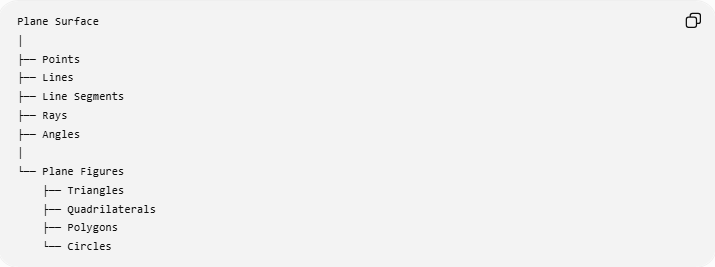 Plane Surface
│
├── Points
├── Lines
├── Line Segments
├── Rays
├── Angles
│
└── Plane Figures
    ├── Triangles
    ├── Quadrilaterals
    ├── Polygons
    └── Circles